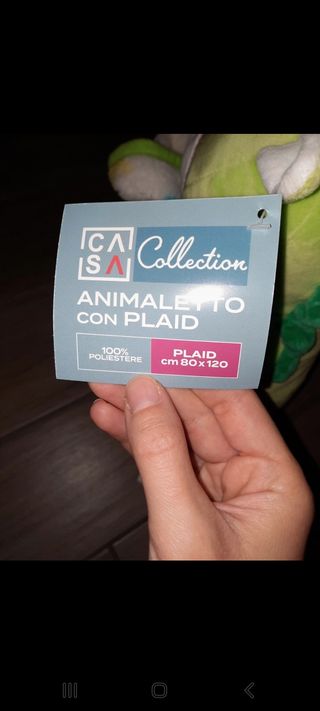 CA
SA
Collection
ANIMALETTO
CON PLAID
100%
POLIESTERE
PLAID
cm 80 x 120